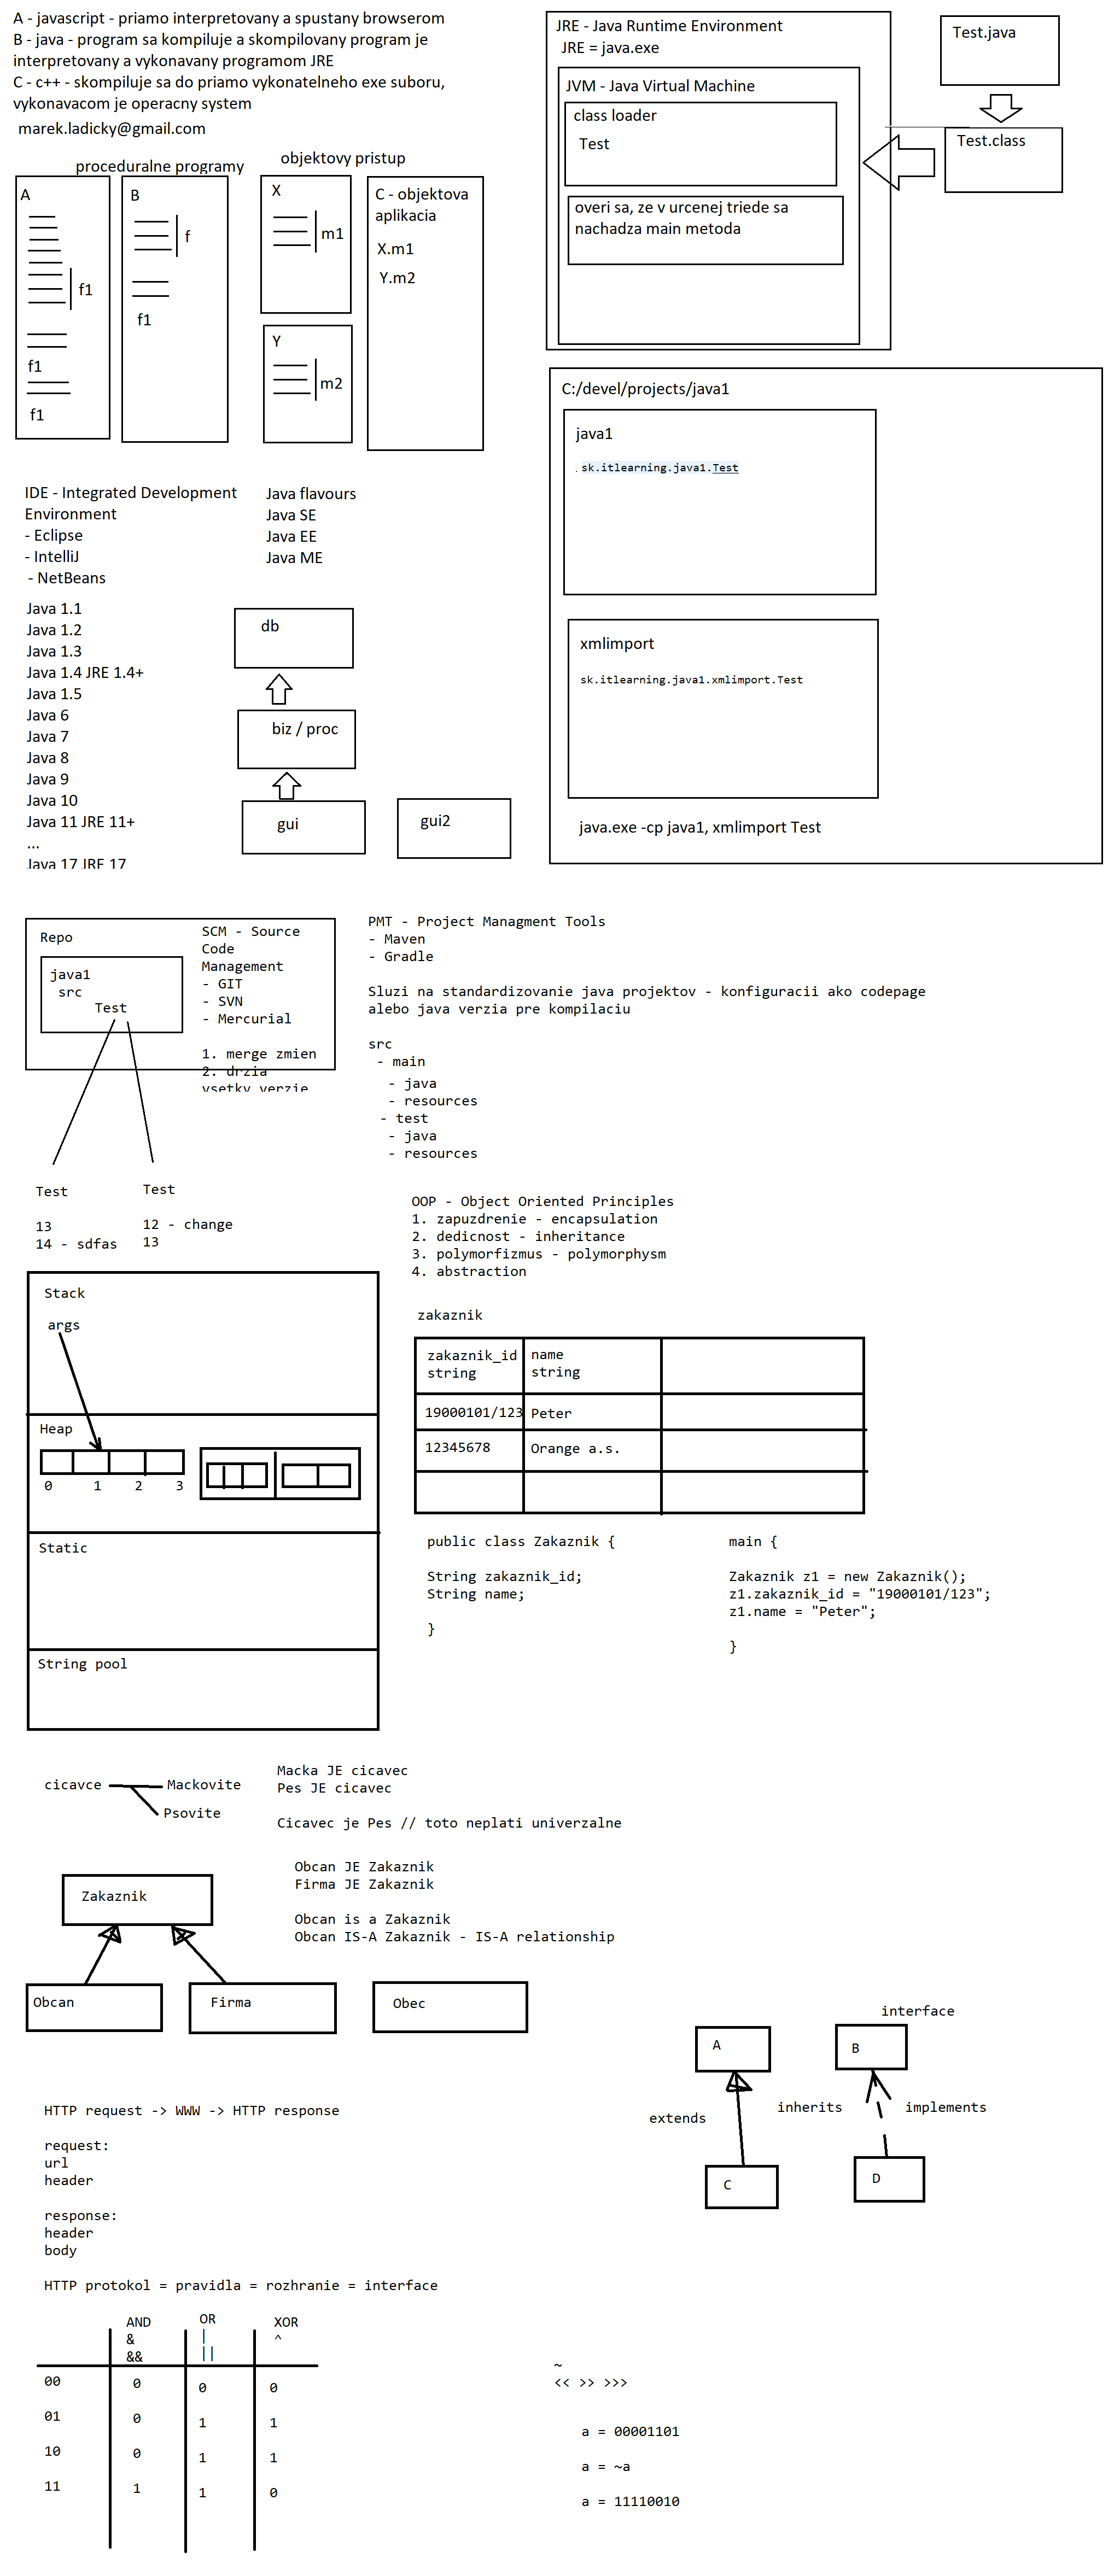 A - javascript - priamo interpretovany a spustany browserom
B - java - program sa kompiluje a skompilovany program je
interpretovany a vykonavany programom JRE
C - c++ - skompiluje sa do priamo vykonatelneho exe suboru,
vykonavacom je operacny system
marek.ladicky@gmail.com
proceduralne programy
objektovy pristup
A
f1
f1
f1
B
f
f1
X
m1
Y
m2
C - objektova
aplikacia
X.m1
Y.m2
JRE - Java Runtime Environment
JRE = java.exe
JVM - Java Virtual Machine
class loader
Test
overi sa, ze v urcenej triede sa
nachadza main metoda
Test.java
Test.class
C:/devel/projects/java1
java1
. sk.itlearning.java1.Test
xmlimport
sk.itlearning.java1.xmlimport.Test
java.exe -cp java1, xmlimport Test
IDE - Integrated Development
Environment
- Eclipse
- IntelliJ
- NetBeans
Java flavours
Java SE
Java EE
Java ME
Java 1.1
Java 1.2
Java 1.3
Java 1.4 JRE 1.4+
Java 1.5
Java 6
Java 7
Java 8
Java 9
Java 10
Java 11 JRE 11+
...
Java 17 JRE 17
db
biz / proc
gui
gui2
Repo
java1
src
Test
SCM - Source
Code
Management
- GIT
- SVN
- Mercurial
1. merge zmien
2. drzia
vsetky verzie
Test
13
14 - sdfas
Test
12 - change
13
PMT - Project Managment Tools
- Maven
- Gradle
Sluzi na standardizovanie java projektov - konfiguracii ako codepage
alebo java verzia pre kompilaciu
src
- main
- java
- resources
- test
- java
- resources
OOP - Object Oriented Principles
1. zapuzdrenie - encapsulation
2. dedicnost - inheritance
3. polymorfizmus - polymorphysm
4. abstraction
Stack
args
Heap
0 1 2 3
Static
String pool
zakaznik
zakaznik_id name
string string
19000101/123 Peter
12345678 Orange a.s.
public class Zakaznik {
String zakaznik_id;
String name;
}
main {
Zakaznik z1 = new Zakaznik();
z1.zakaznik_id = "19000101/123";
z1.name = "Peter";
}
cicavce
Mackovite
Psovite
Macka JE cicavec
Pes JE cicavec
Cicavec je Pes // toto neplati univerzalne
Obcan JE Zakaznik
Firma JE Zakaznik
Obcan is a Zakaznik
Obcan IS-A Zakaznik - IS-A relationship
Zakaznik
Obcan
Firma
Obec
interface
A
B
extends
inherits
implements
C
D
HTTP request -> WWW -> HTTP response
request:
url
header
response:
header
body
HTTP protokol = pravidla = rozhranie = interface
AND OR XOR
& | ^
&& ||
00 0 0 0
01 0 1 1
10 0 1 1
11 1 1 0
~
<< >> >>>
a = 00001101
a = ~a
a = 11110010